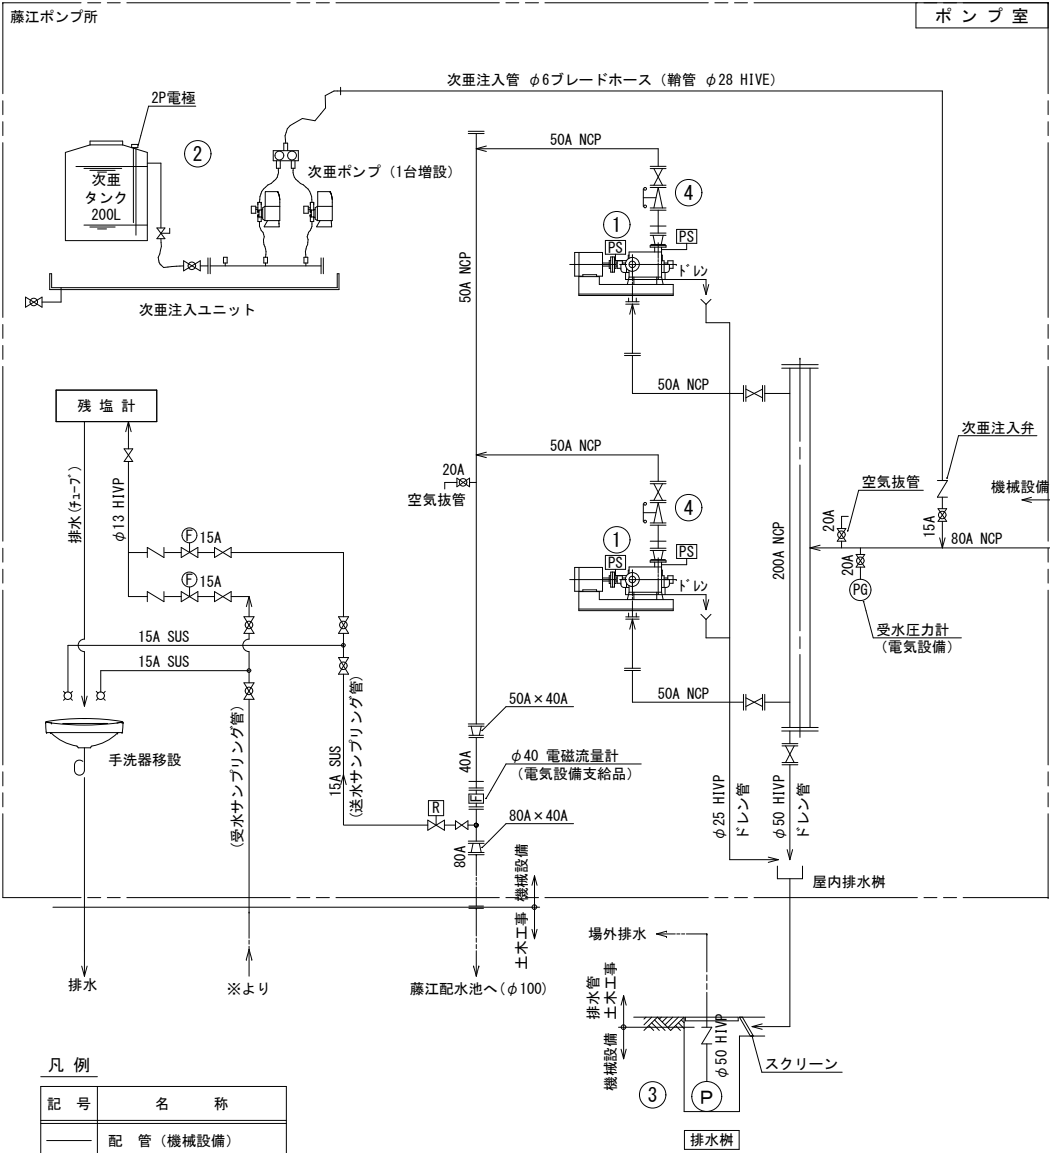 藤江ポンプ所
ポンプ室
次亜注入管 φ6ブレードホース（鞘管 φ28 HIVE）
2P電極
②
次亜
タンク
200L
次亜ポンプ（1台増設）
次亜注入ユニット
50A NCP
50A NCP
④
①
PS
PS
ドレン
50A NCP
残塩計
排水(チューブ)
φ13 HIVP
50A NCP
20A
空気抜管
④
①
PS
PS
ドレン
50A NCP
200A NCP
次亜注入弁
空気抜管
機械設備
20A
15A
80A NCP
20A
PG
受水圧力計
(電気設備)
F 15A
F 15A
15A SUS
15A SUS
手洗器移設
(受水サンプリング管)
15A SUS
(送水サンプリング管)
50A×40A
40A
φ40 電磁流量計
(電気設備支給品)
F
R
80A×40A
80A
φ25 HIVP
ドレン管
φ50 HIVP
ドレン管
屋内排水桝
機械設備
土木工事
排水
※より
藤江配水池へ(φ100)
場外排水
排水管
土木工事
機械設備
φ50 HIVP
スクリーン
③
P
排水桝
凡例
記号 名称
配管（機械設備）